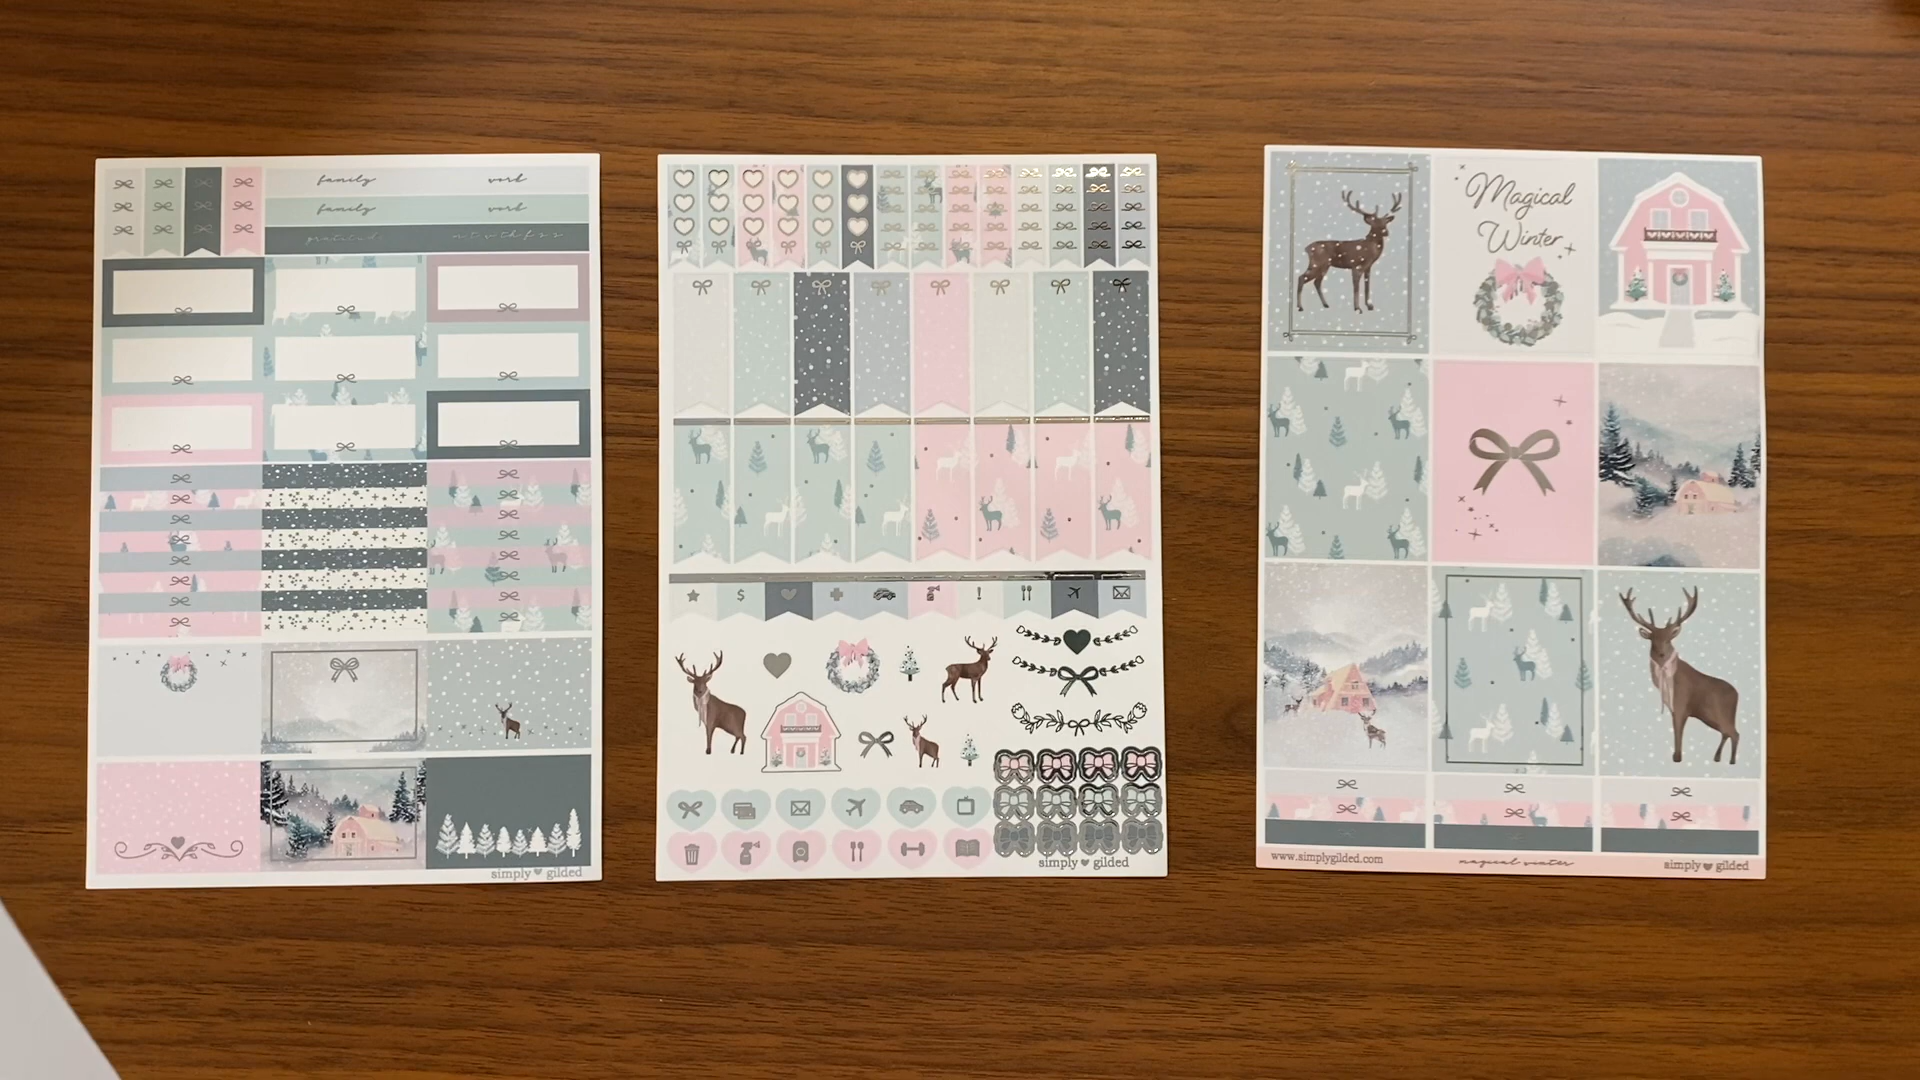 family work
family work
gratitude
$
!
simply gilded
simply gilded
Magical
Winter
www.simplygilded.com magical winter simply gilded